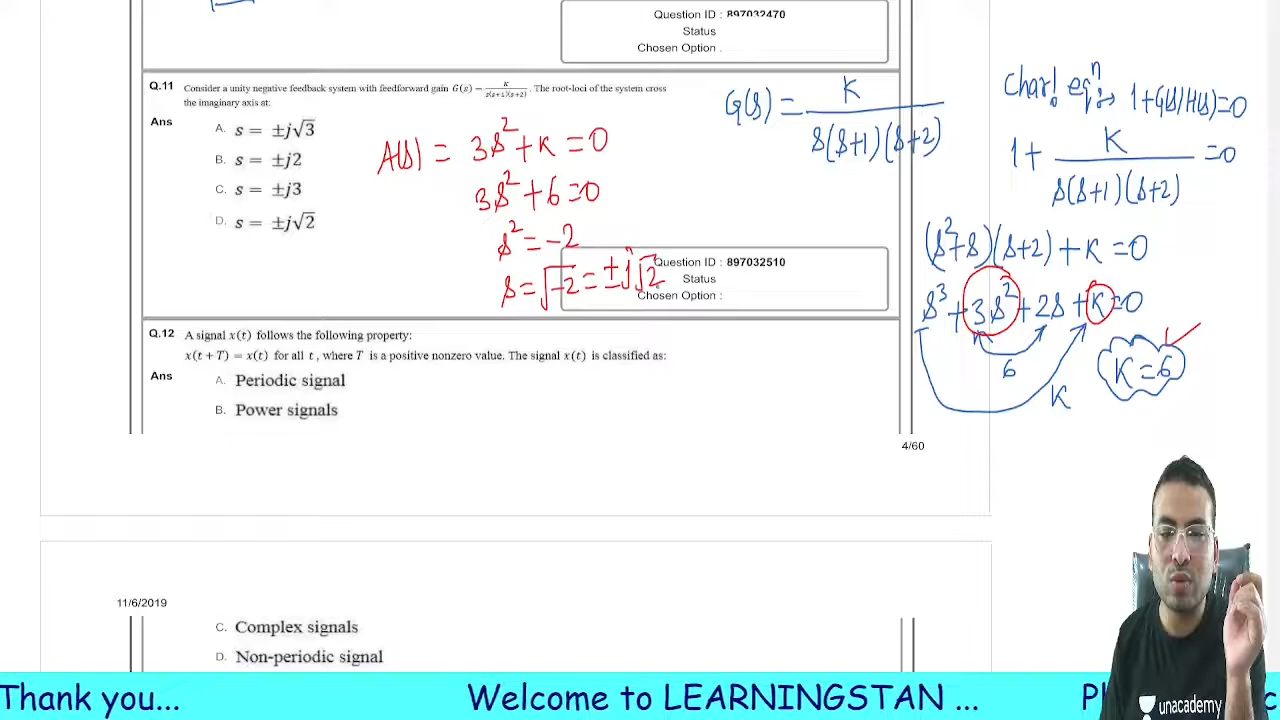 Question ID : 897032470
Status
Chosen Option :
Q.11 Consider a unity negative feedback system with feedforward gain G(s) = K/(s(s+1)(s+2)). The root-loci of the system cross
the imaginary axis at:
Ans
A. s = ±j√3
B. s = ±j2
C. s = ±j3
D. s = ±j√2
A(s) = 3s² + K = 0
3s² + 6 = 0
s² = -2
s = √-2 = ±j√2
G(s) = K/(s(s+1)(s+2))
Char! eqn is 1+G(s)H(s)=0
1 + K/(s(s+1)(s+2)) = 0
(s²+s)(s+2) + K = 0
s³ + 3s² + 2s + K = 0
6
K
K = 6
Question ID : 897032510
Status
Chosen Option :
Q.12 A signal x(t) follows the following property:
x(t + T) = x(t) for all t, where T is a positive nonzero value. The signal x(t) is classified as:
Ans
A. Periodic signal
B. Power signals
4/60
11/6/2019
C. Complex signals
D. Non-periodic signal
Thank you... Welcome to LEARNINGSTAN ...
unacademy